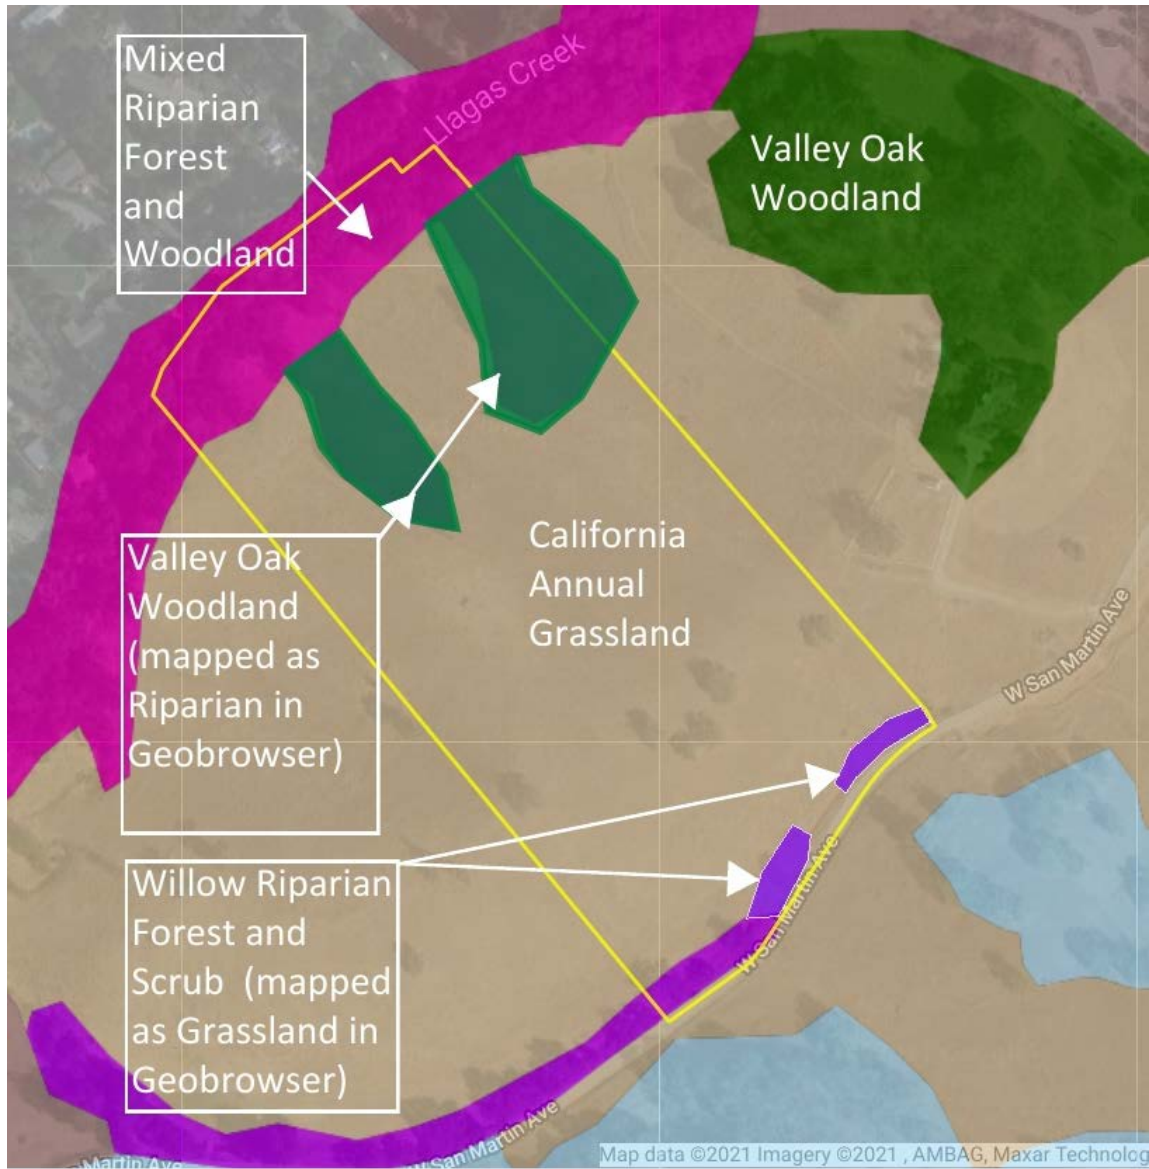 Mixed
Riparian
Forest
and
Woodland
Llagas Creek
Valley Oak
Woodland
Valley Oak
Woodland
(mapped as
Riparian in
Geobrowser)
California
Annual
Grassland
W San Martin Ave
Willow Riparian
Forest and
Scrub (mapped
as Grassland in
Geobrowser)
W San Martin Ave
W San Martin Ave
Martin Ave
Map data ©2021 Imagery ©2021 , AMBAG, Maxar Technolog